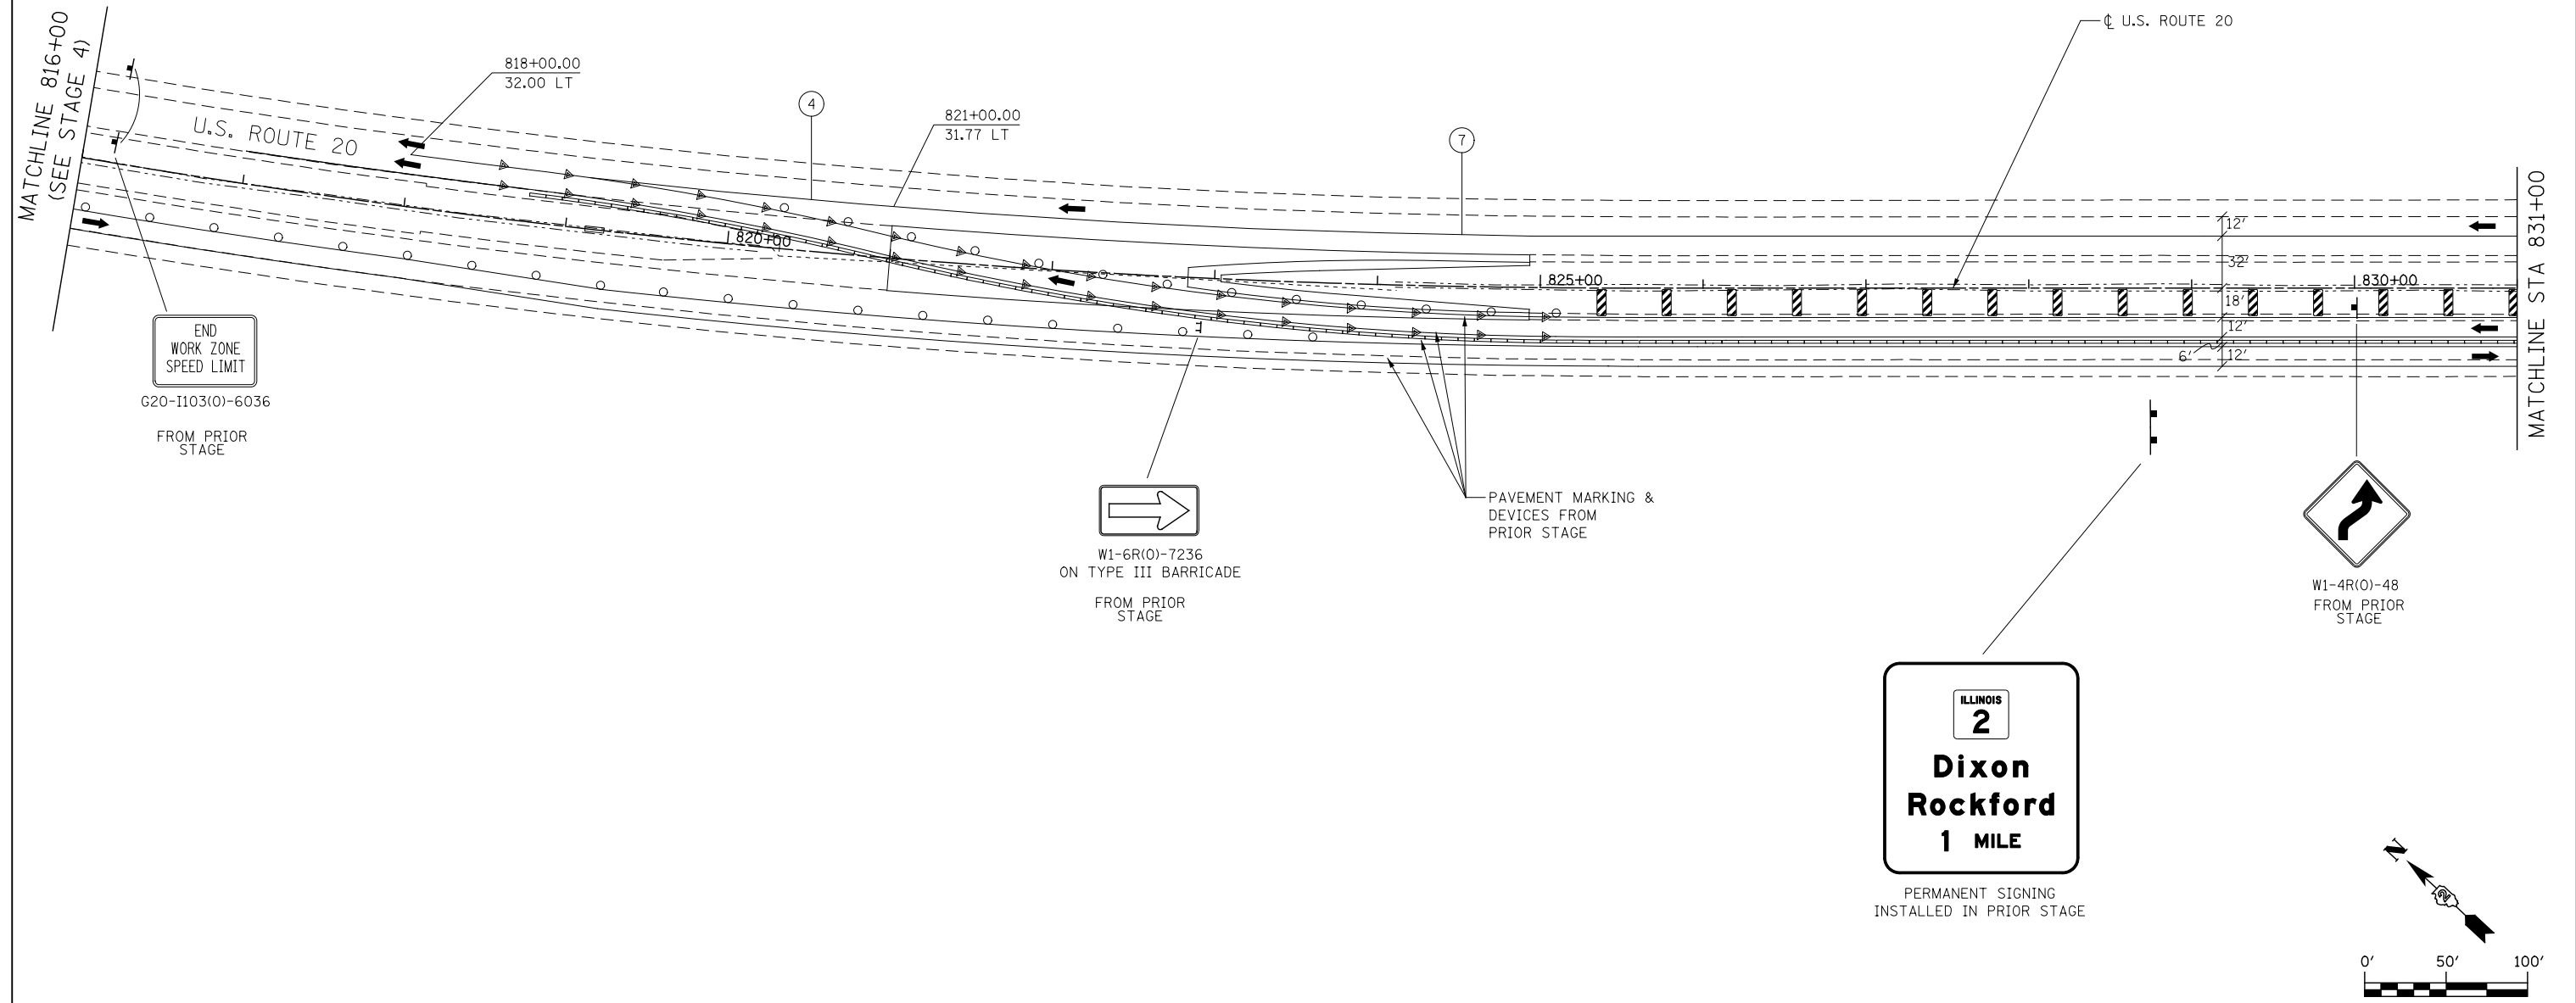 MATCHLINE 816+00
(SEE STAGE 4)
U.S. ROUTE 20
818+00.00
32.00 LT
4
821+00.00
31.77 LT
7
℄ U.S. ROUTE 20
820+00
825+00
830+00
12'
32'
18'
12'
6'
12'
MATCHLINE STA 831+00
END
WORK ZONE
SPEED LIMIT
G20-I103(O)-6036
FROM PRIOR
STAGE
W1-6R(O)-7236
ON TYPE III BARRICADE
FROM PRIOR
STAGE
PAVEMENT MARKING &
DEVICES FROM
PRIOR STAGE
W1-4R(O)-48
FROM PRIOR
STAGE
ILLINOIS
2
Dixon
Rockford
1 MILE
PERMANENT SIGNING
INSTALLED IN PRIOR STAGE
N
2
0' 50' 100'